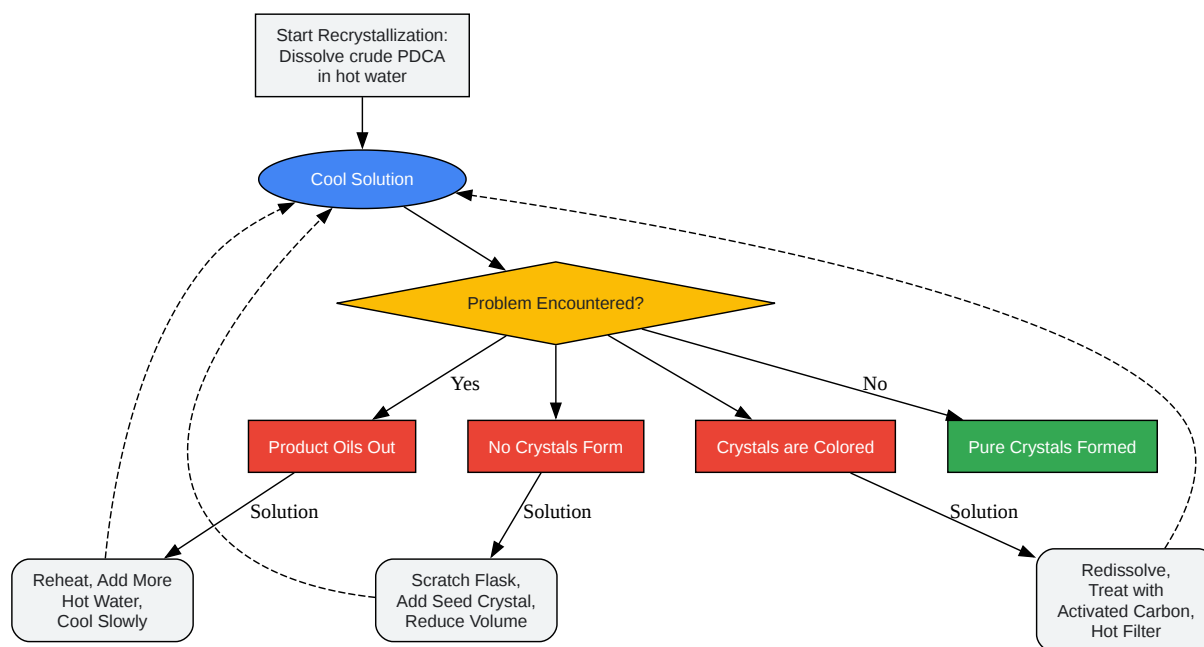 Start Recrystallization:
Dissolve crude PDCA
in hot water
Cool Solution
Problem Encountered?
Yes
No
Product Oils Out
No Crystals Form
Crystals are Colored
Pure Crystals Formed
Solution
Solution
Solution
Reheat, Add More
Hot Water,
Cool Slowly
Scratch Flask,
Add Seed Crystal,
Reduce Volume
Redissolve,
Treat with
Activated Carbon,
Hot Filter